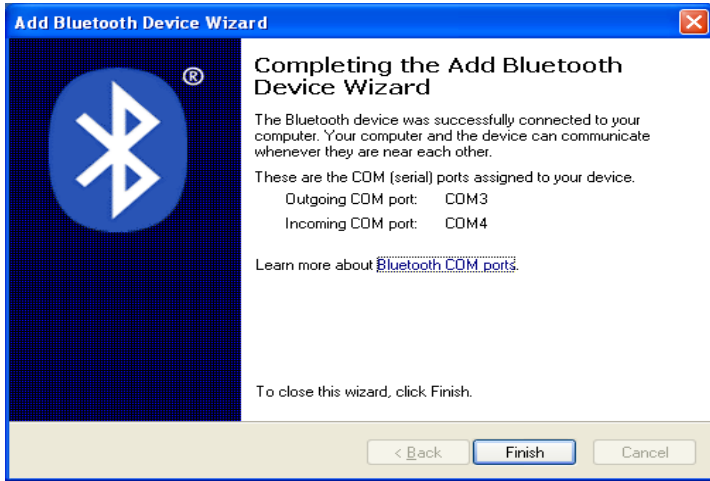 Add Bluetooth Device Wizard
®
Completing the Add Bluetooth
Device Wizard
The Bluetooth device was successfully connected to your
computer. Your computer and the device can communicate
whenever they are near each other.
These are the COM (serial) ports assigned to your device.
Outgoing COM port: COM3
Incoming COM port: COM4
Learn more about Bluetooth COM ports.
To close this wizard, click Finish.
< Back Finish Cancel